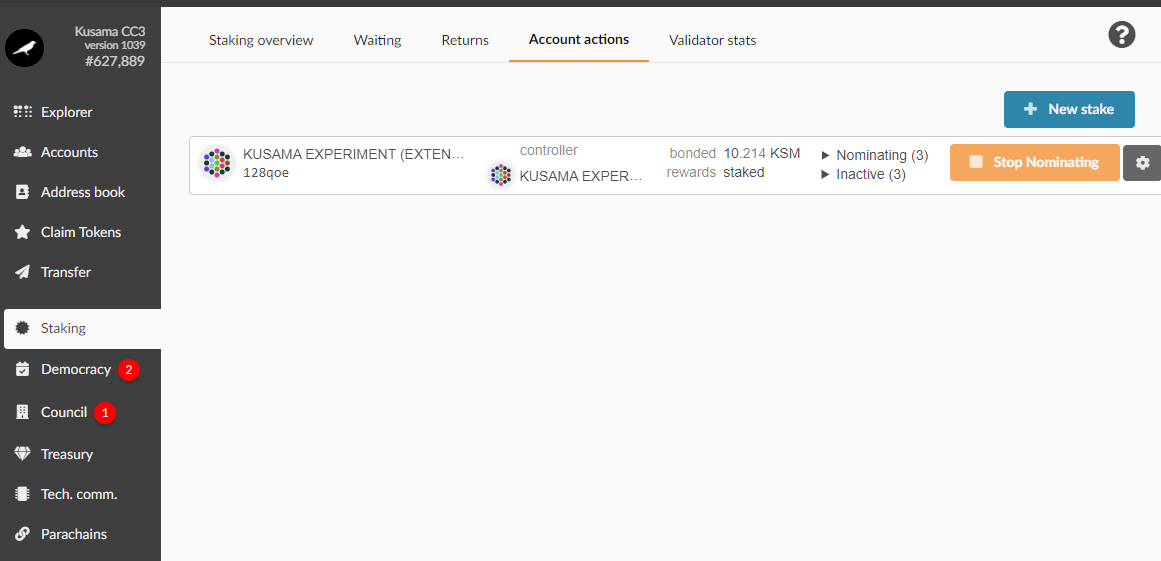 Kusama CC3
version 1039
#627,889
Explorer
Accounts
Address book
Claim Tokens
Transfer
Staking
Democracy 2
Council 1
Treasury
Tech. comm.
Parachains
Staking overview Waiting Returns Account actions Validator stats
?
+ New stake
KUSAMA EXPERIMENT (EXTEN...
128qoe
controller
KUSAMA EXPER...
bonded 10.214 KSM
rewards staked
Nominating (3)
Inactive (3)
Stop Nominating